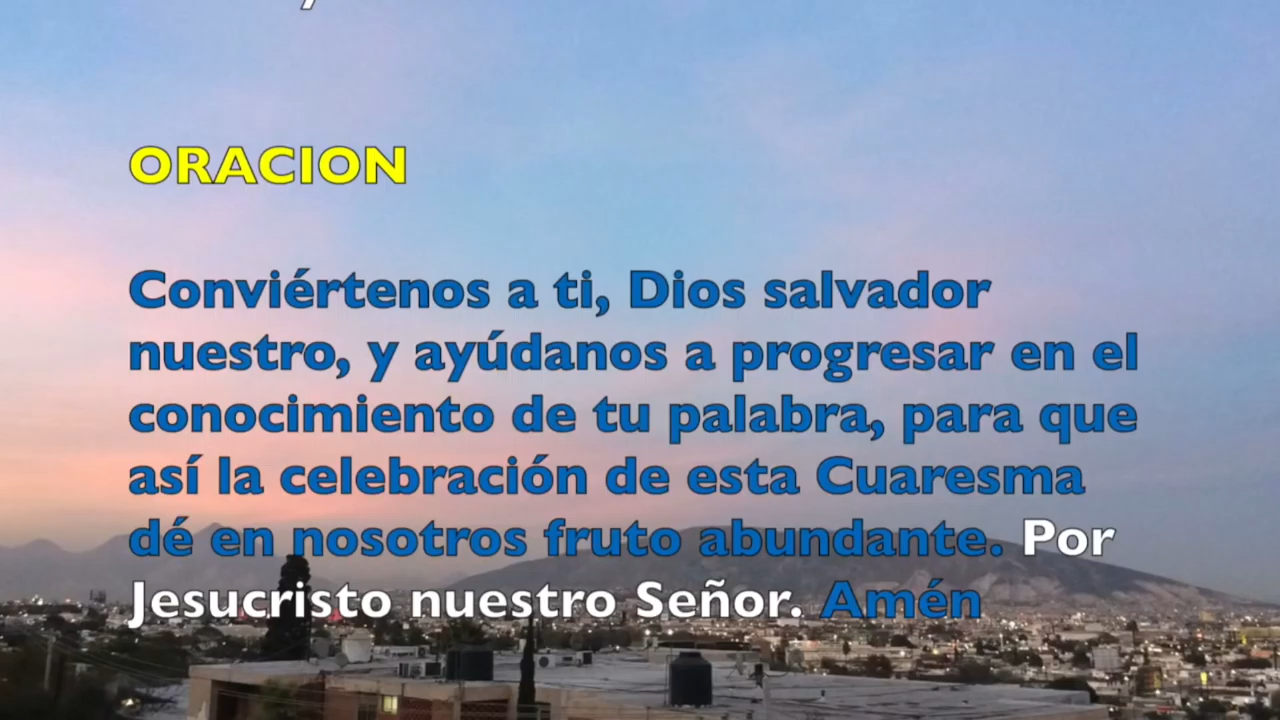 ORACION
Conviértenos a ti, Dios salvador
nuestro, y ayúdanos a progresar en el
conocimiento de tu palabra, para que
así la celebración de esta Cuaresma
dé en nosotros fruto abundante. Por
Jesucristo nuestro Señor. Amén